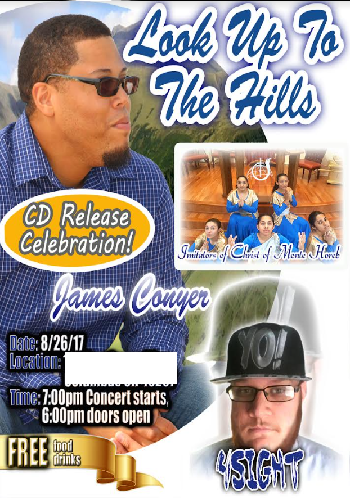 Look Up To
The Hills
CD Release
Celebration!
Imitators of Christ of Monte Horeb
James Conyer
YO!
Date: 8/26/17
Location:
Time: 7:00pm Concert starts,
6:00pm doors open
FREE food
drinks
4SIGHT